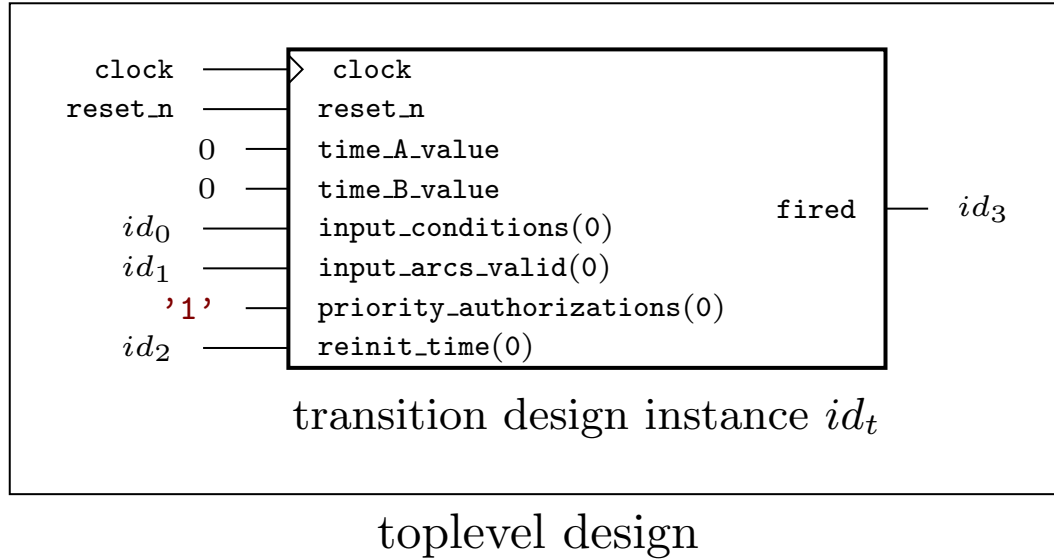 clock clock
reset_n reset_n
0 time_A_value
0 time_B_value
id₀ input_conditions(0) fired id₃
id₁ input_arcs_valid(0)
'1' priority_authorizations(0)
id₂ reinit_time(0)
transition design instance idₜ
toplevel design